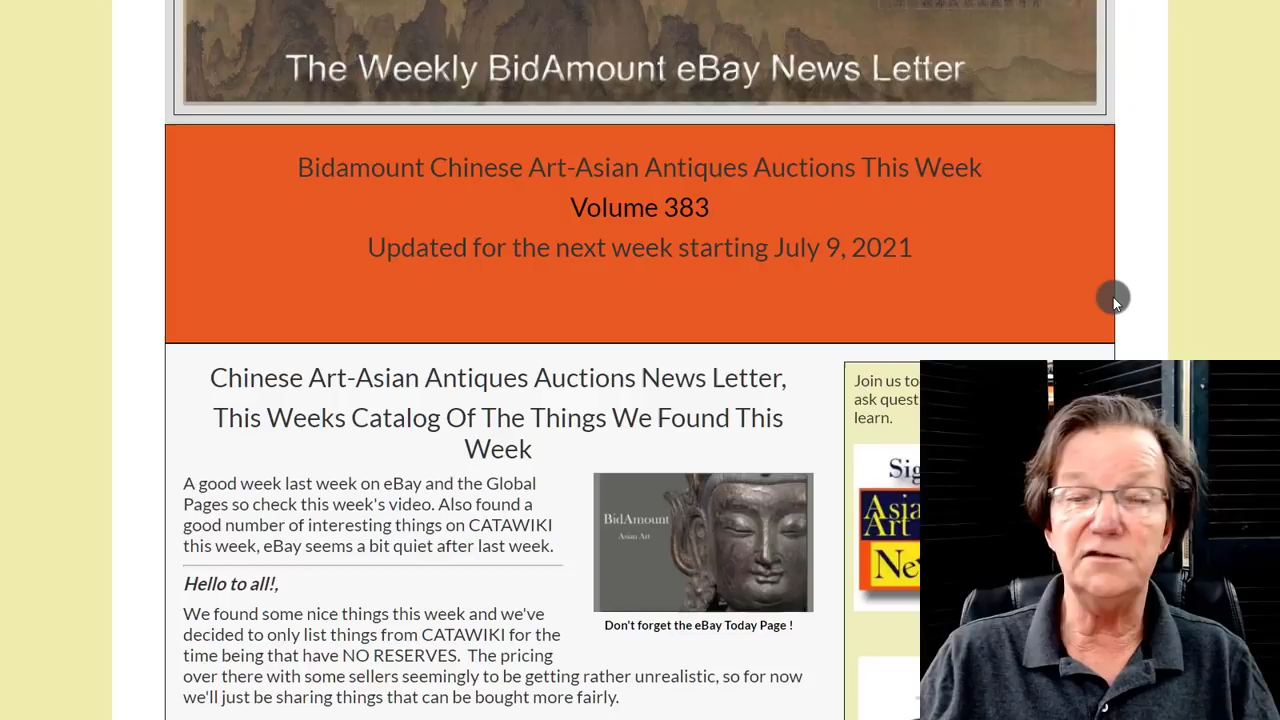 The Weekly BidAmount eBay News Letter
Bidamount Chinese Art-Asian Antiques Auctions This Week
Volume 383
Updated for the next week starting July 9, 2021
Chinese Art-Asian Antiques Auctions News Letter,
This Weeks Catalog Of The Things We Found This
Week
A good week last week on eBay and the Global
Pages so check this week's video. Also found a
good number of interesting things on CATAWIKI
this week, eBay seems a bit quiet after last week.
Hello to all!,
We found some nice things this week and we've
decided to only list things from CATAWIKI for the
time being that have NO RESERVES. The pricing
over there with some sellers seemingly to be getting rather unrealistic, so for now
we'll just be sharing things that can be bought more fairly.
BidAmount
Asian Art
Don't forget the eBay Today Page !
Join us to
ask quest
learn.
Sig
Asia
Art
Ne